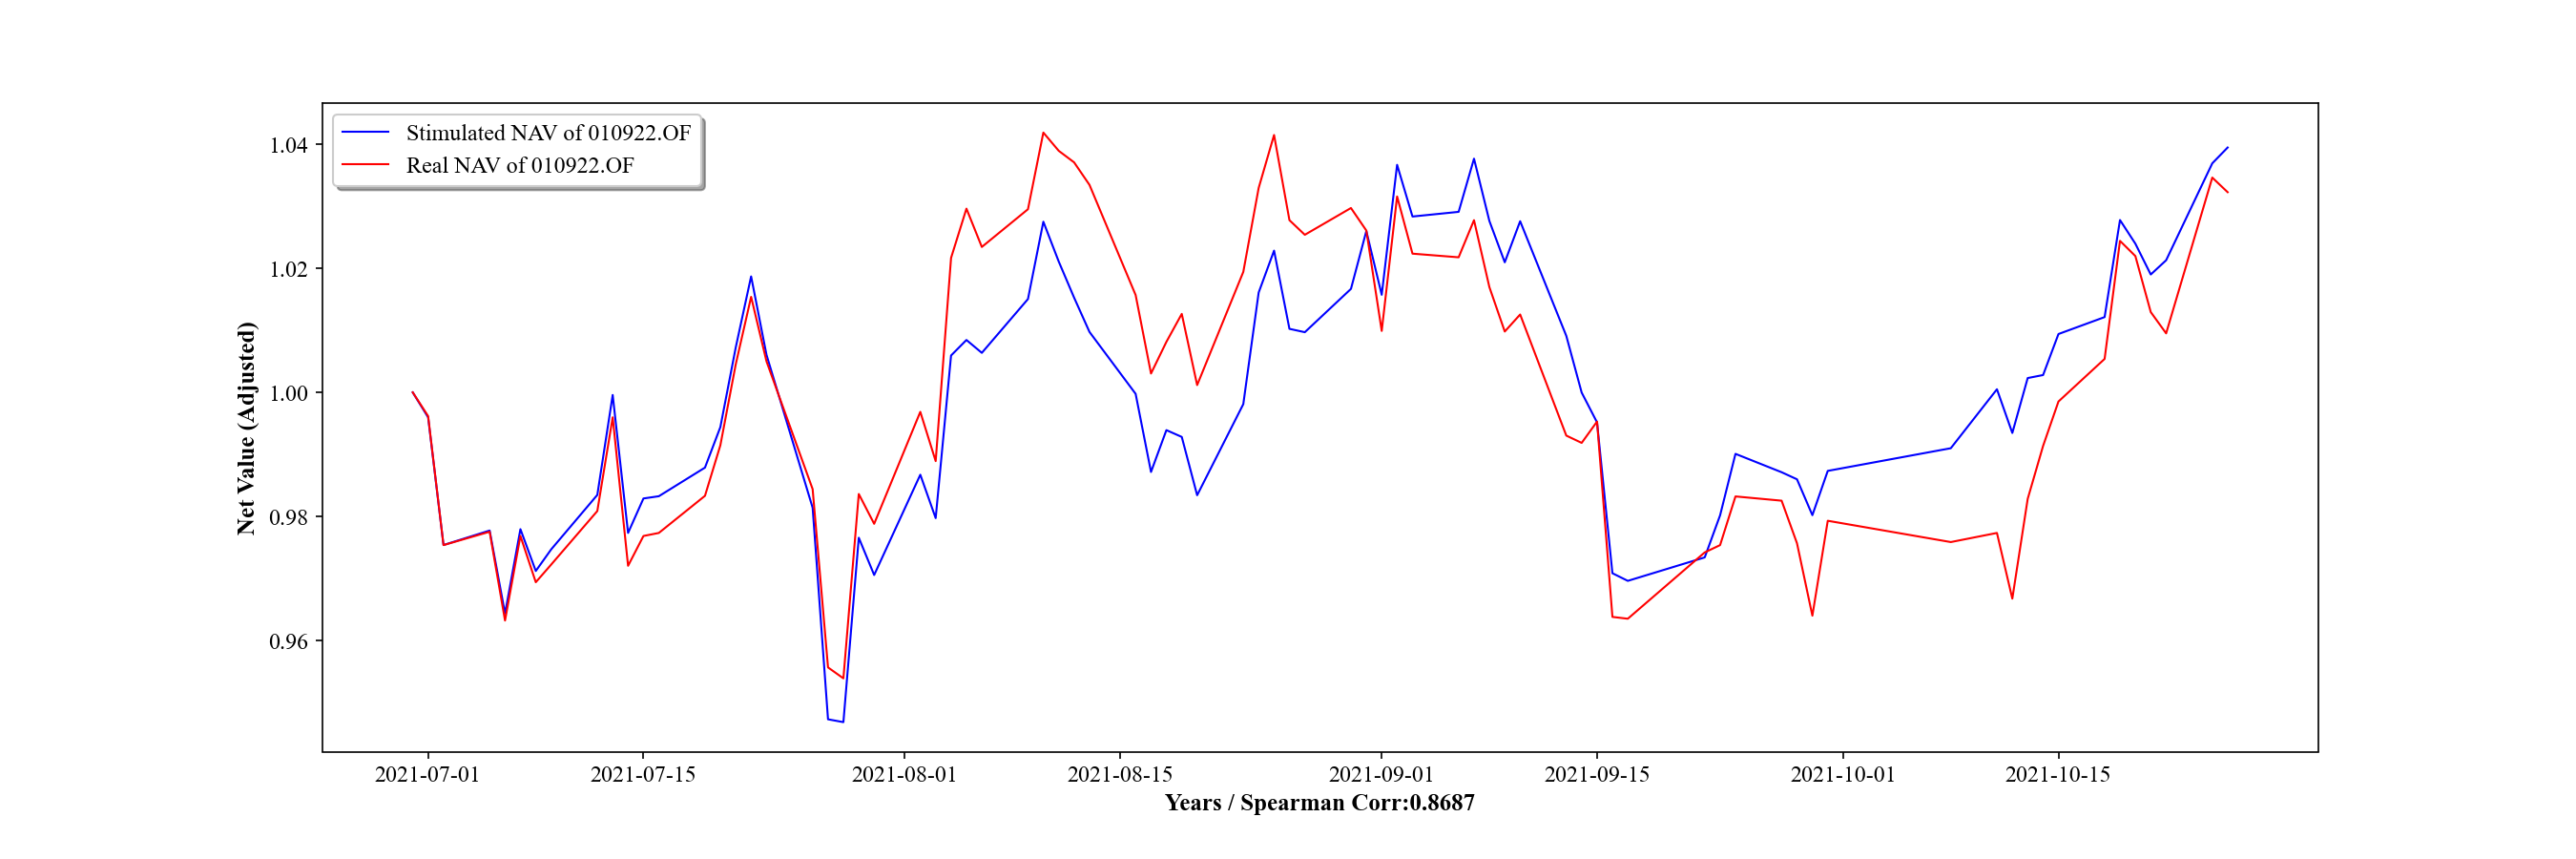 Stimulated NAV of 010922.OF
Real NAV of 010922.OF
Net Value (Adjusted)
1.04
1.02
1.00
0.98
0.96
2021-07-01 2021-07-15 2021-08-01 2021-08-15 2021-09-01 2021-09-15 2021-10-01 2021-10-15
Years / Spearman Corr:0.8687